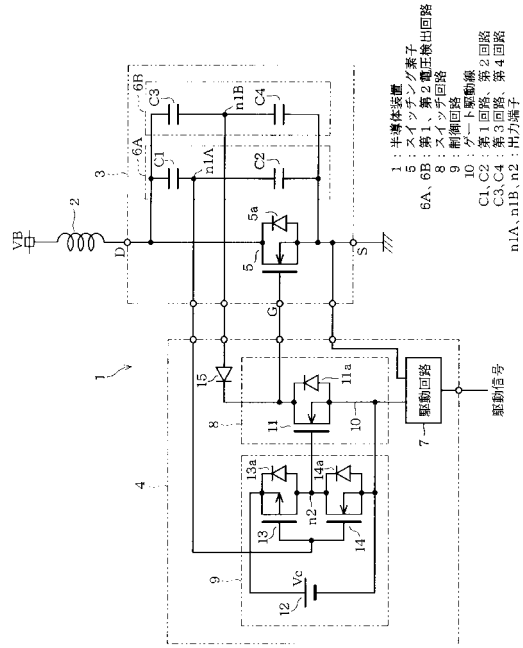 VB
2
D
3
6A
6B
C1
C3
n1A
n1B
C2
C4
5
5a
S
G
1
15
8
11
11a
10
4
9
13
13a
n2
14
14a
12
Vc
駆動回路
7
駆動信号
1：半導体装置
5：スイッチング素子
6A、6B：第1、第2電圧検出回路
8：スイッチ回路
9：制御回路
10：ゲート駆動線
C1,C2：第1回路、第2回路
C3,C4：第3回路、第4回路
n1A,n1B,n2：出力端子